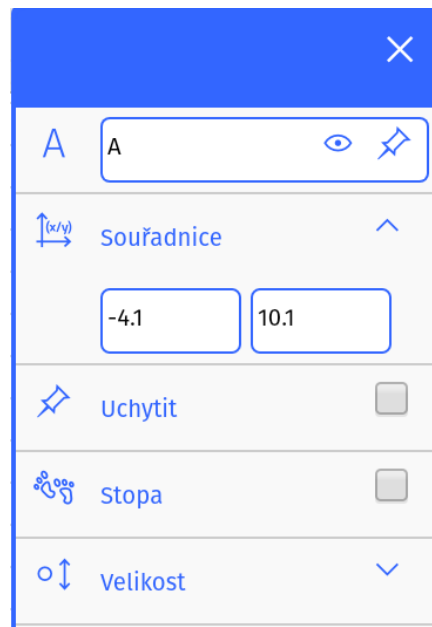 A A
(x/y) Souřadnice
-4.1 10.1
Uchytit
Stopa
Velikost